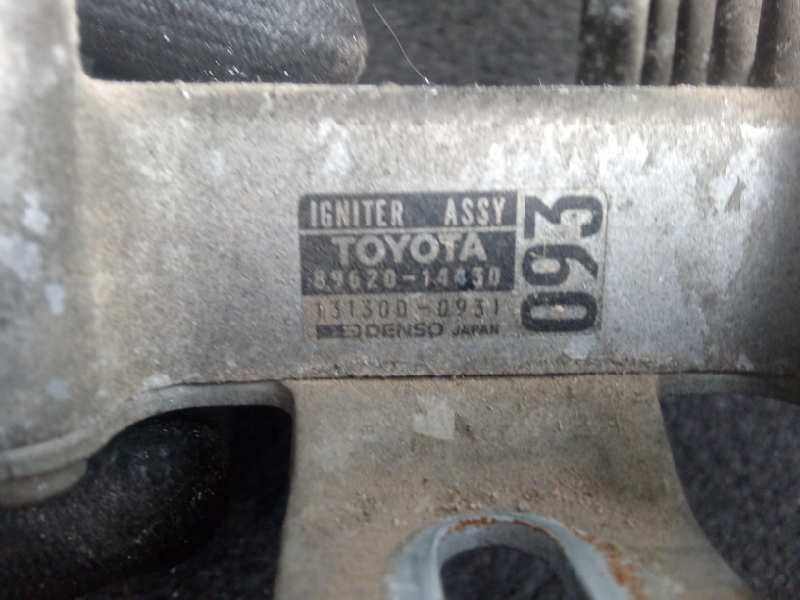 IGNITER ASSY
TOYOTA
89620-14430
131300-0931
DENSO JAPAN
093